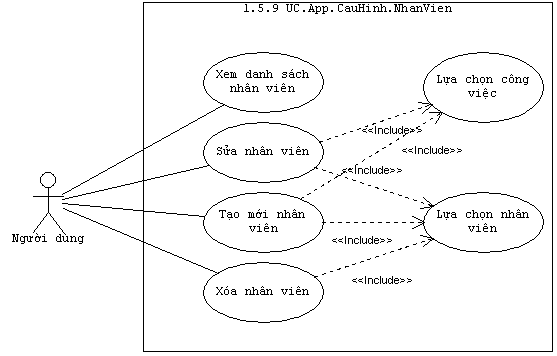 1.5.9 UC.App.CauHinh.NhanVien
Xem danh sách
nhân viên
Lựa chọn công
việc
<<Include>>
Sửa nhân viên
<<Include>>
<<Include>>
Tạo mới nhân
viên
Lựa chọn nhân
viên
Người dùng
<<Include>>
Xóa nhân viên
<<Include>>